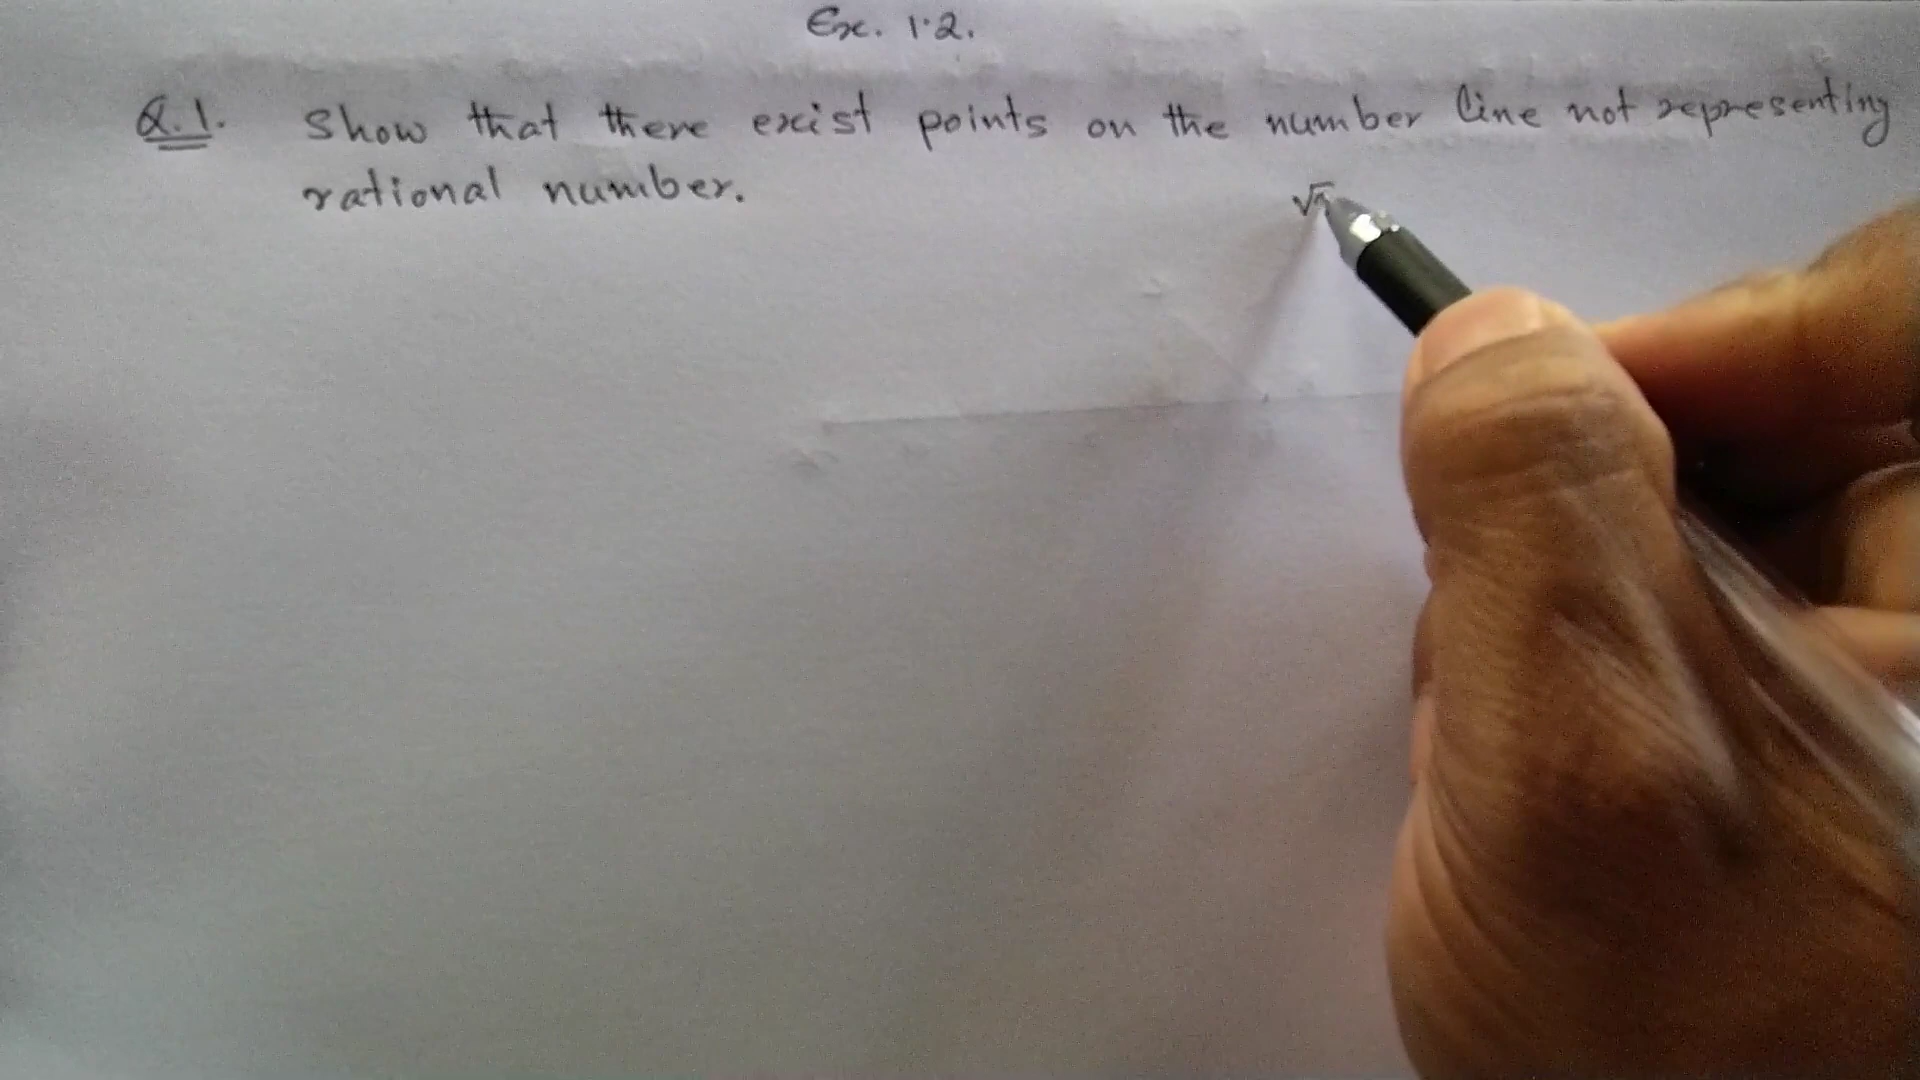 Ex. 1.2.
Q.1. Show that there exist points on the number line not representing
rational number.
√